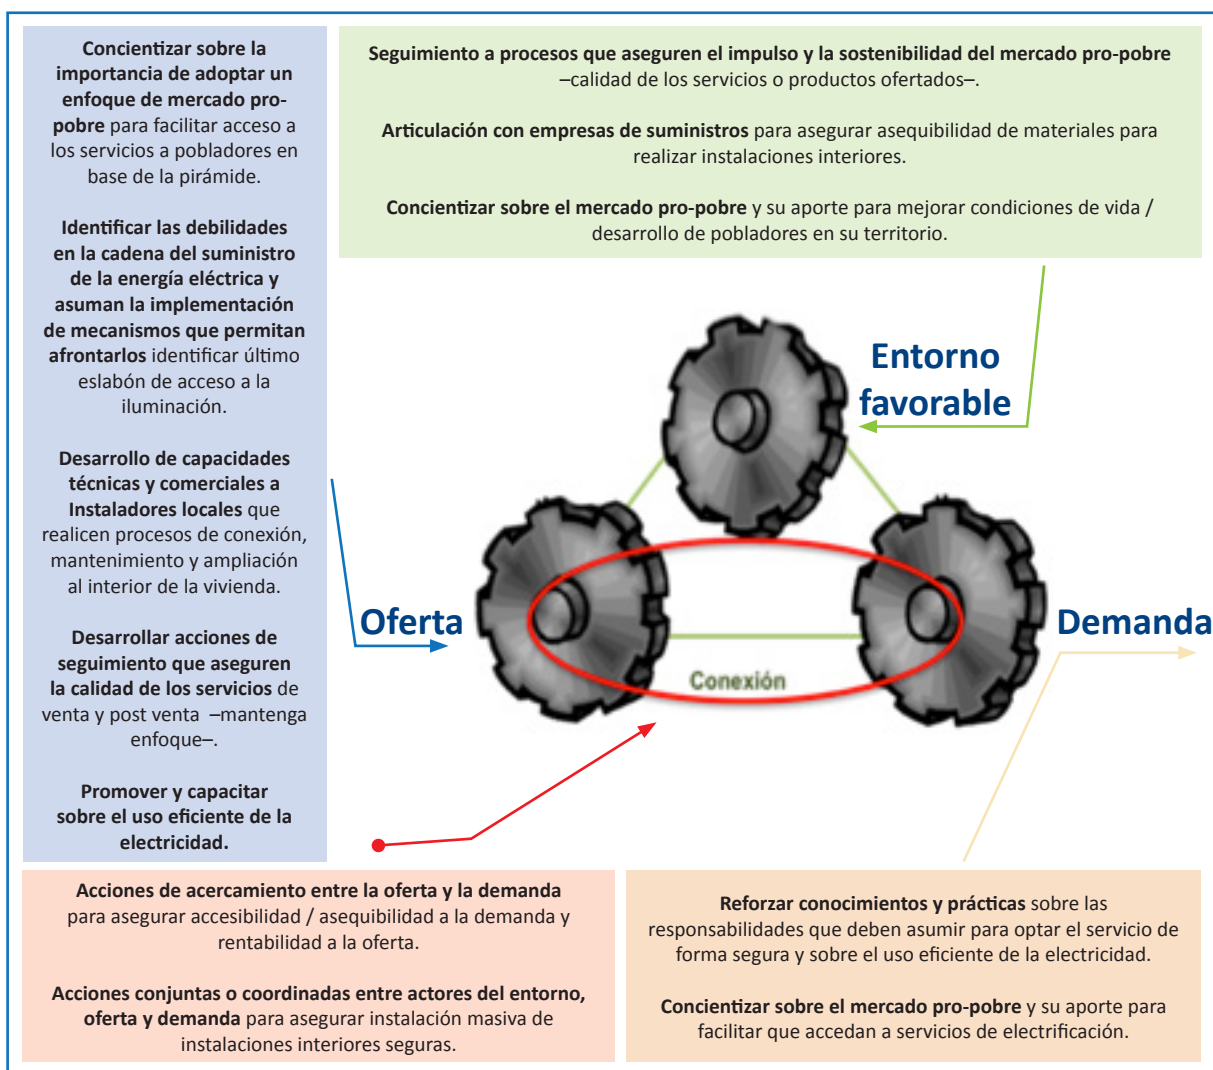 Concientizar sobre la
importancia de adoptar un
enfoque de mercado pro-
pobre para facilitar acceso a
los servicios a pobladores en
base de la pirámide.
Identificar las debilidades
en la cadena del suministro
de la energía eléctrica y
asuman la implementación
de mecanismos que permitan
afrontarlos identificar último
eslabón de acceso a la
iluminación.
Desarrollo de capacidades
técnicas y comerciales a
Instaladores locales que
realicen procesos de conexión,
mantenimiento y ampliación
al interior de la vivienda.
Desarrollar acciones de
seguimiento que aseguren
la calidad de los servicios de
venta y post venta –mantenga
enfoque–.
Promover y capacitar
sobre el uso eficiente de la
electricidad.
Seguimiento a procesos que aseguren el impulso y la sostenibilidad del mercado pro-pobre
–calidad de los servicios o productos ofertados–.
Articulación con empresas de suministros para asegurar asequibilidad de materiales para
realizar instalaciones interiores.
Concientizar sobre el mercado pro-pobre y su aporte para mejorar condiciones de vida /
desarrollo de pobladores en su territorio.
Entorno
favorable
Oferta
Demanda
Conexión
Acciones de acercamiento entre la oferta y la demanda
para asegurar accesibilidad / asequibilidad a la demanda y
rentabilidad a la oferta.
Acciones conjuntas o coordinadas entre actores del entorno,
oferta y demanda para asegurar instalación masiva de
instalaciones interiores seguras.
Reforzar conocimientos y prácticas sobre las
responsabilidades que deben asumir para optar el servicio de
forma segura y sobre el uso eficiente de la electricidad.
Concientizar sobre el mercado pro-pobre y su aporte para
facilitar que accedan a servicios de electrificación.